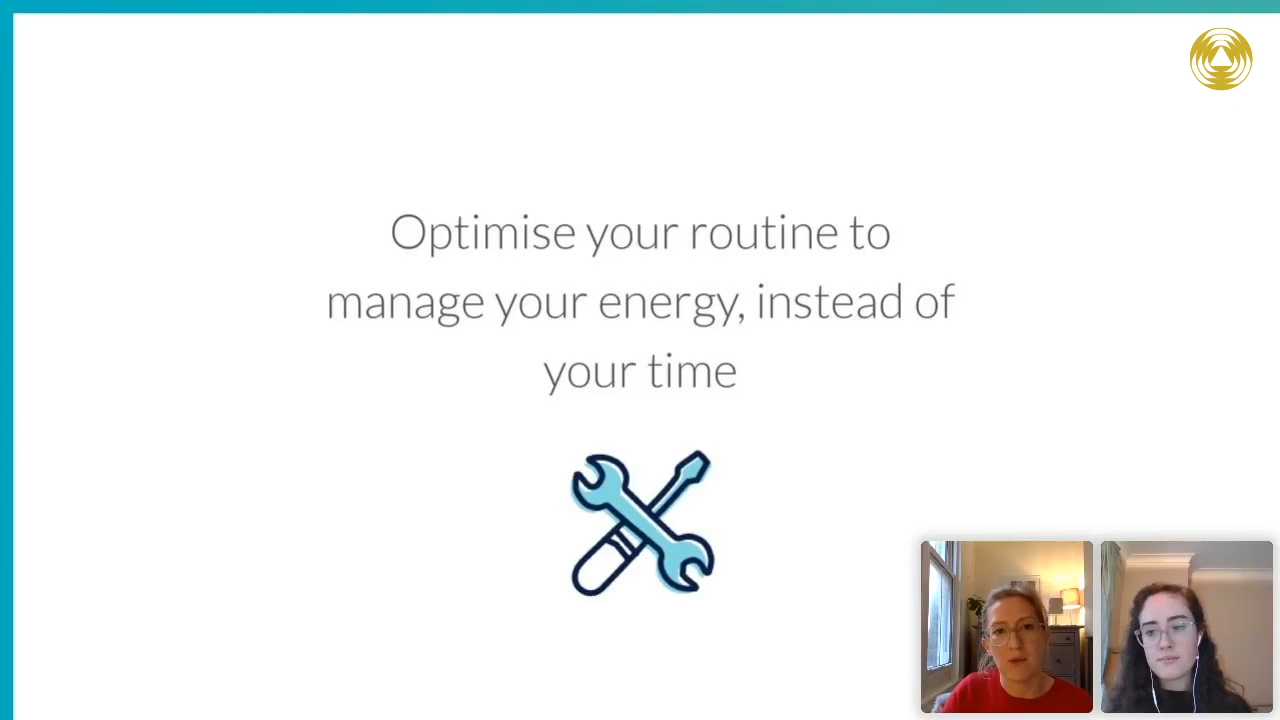 Optimise your routine to
manage your energy, instead of
your time